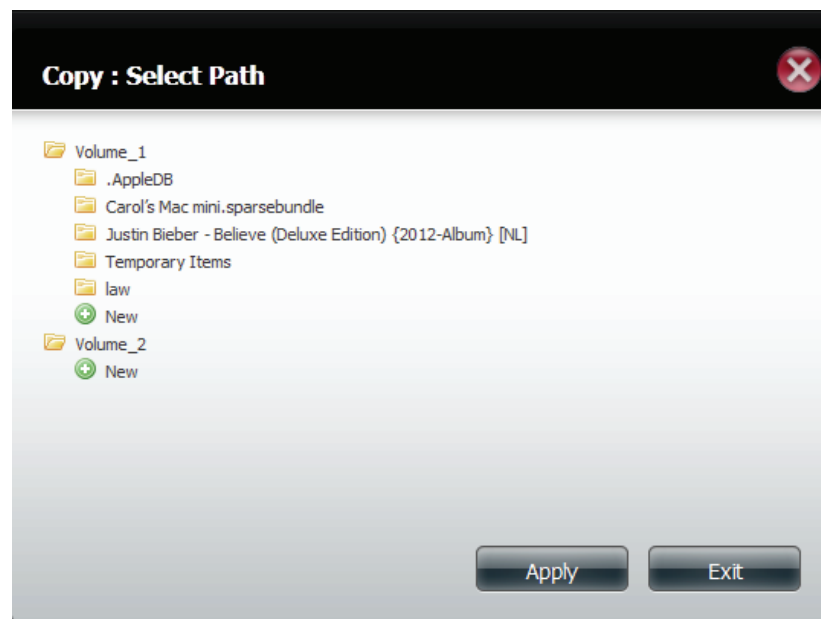 Copy : Select Path
Volume_1
.AppleDB
Carol's Mac mini.sparsebundle
Justin Bieber - Believe (Deluxe Edition) {2012-Album} [NL]
Temporary Items
law
New
Volume_2
New
Apply
Exit